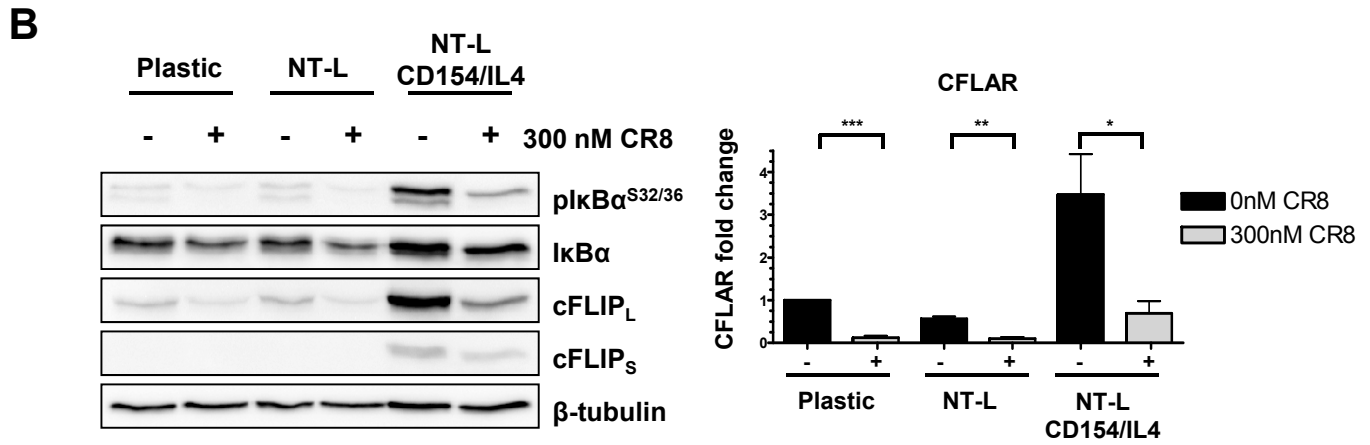 B
Plastic
NT-L
NT-L
CD154/IL4
- + - + - + 300 nM CR8
pIκBα^S32/36
IκBα
cFLIP_L
cFLIP_S
β-tubulin
CFLAR
*** ** *
CFLAR fold change
4
3
2
1
0
- + - + - +
Plastic
NT-L
NT-L
CD154/IL4
0nM CR8
300nM CR8